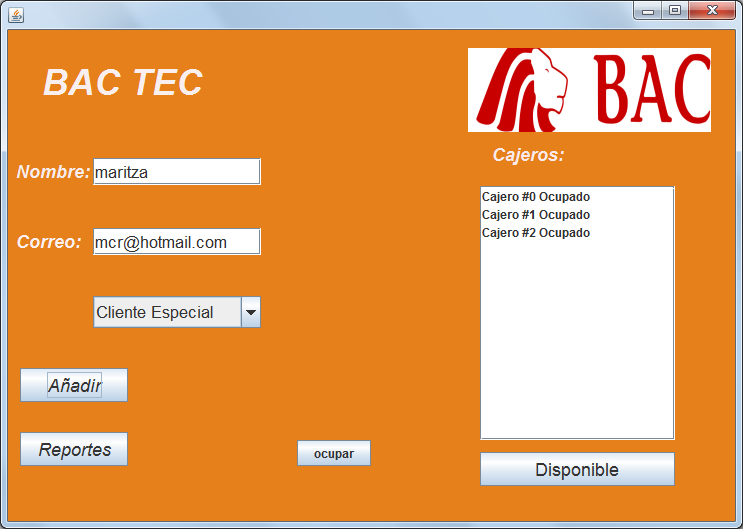 BAC TEC
BAC
Cajeros:
Nombre: maritza
Correo: mcr@hotmail.com
Cliente Especial
Añadir
Reportes
ocupar
Cajero #0 Ocupado
Cajero #1 Ocupado
Cajero #2 Ocupado
Disponible